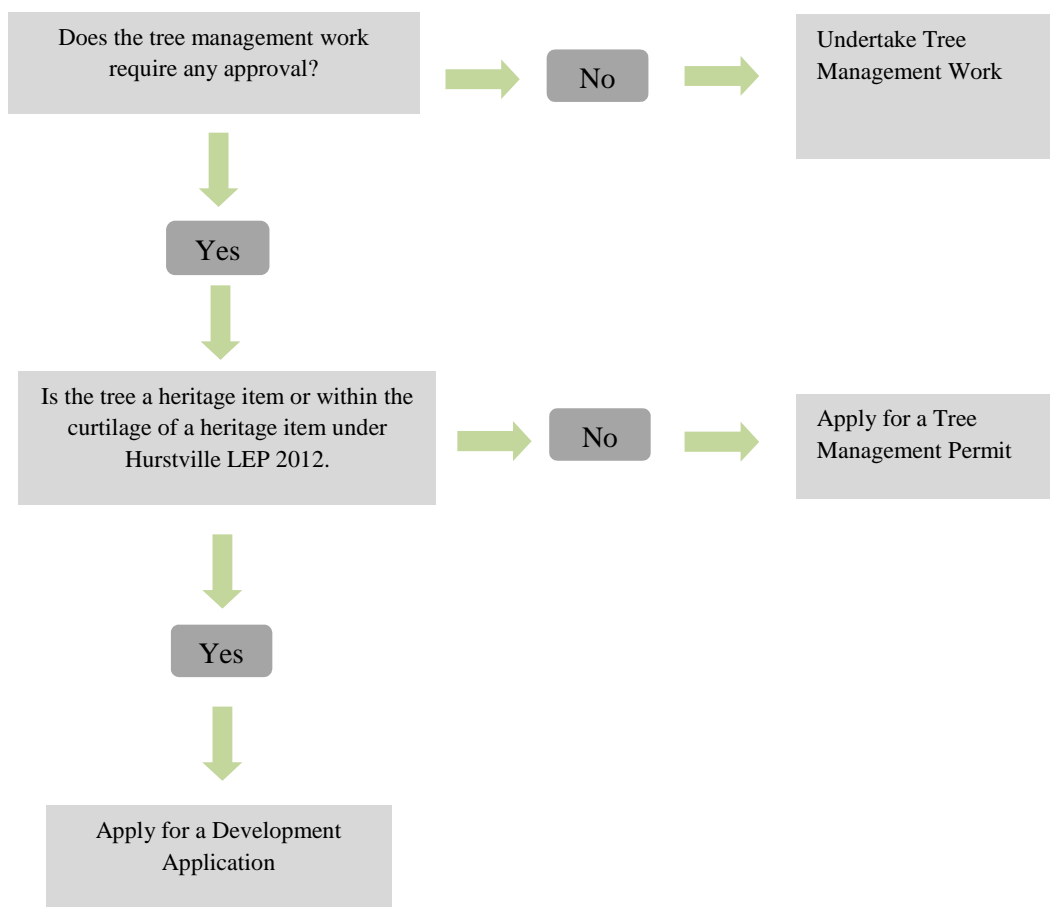 Does the tree management work
require any approval?
No
Undertake Tree
Management Work
Yes
Is the tree a heritage item or within the
curtilage of a heritage item under
Hurstville LEP 2012.
No
Apply for a Tree
Management Permit
Yes
Apply for a Development
Application